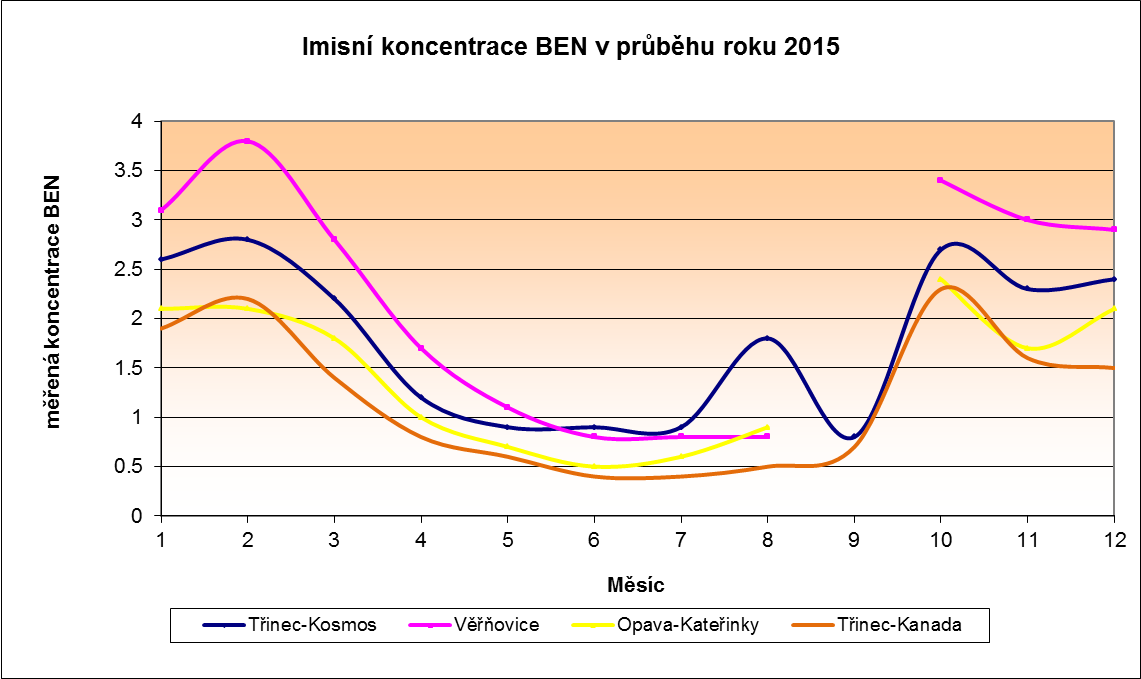 Imisní koncentrace BEN v průběhu roku 2015
měřená koncentrace BEN
4
3.5
3
2.5
2
1.5
1
0.5
0
1 2 3 4 5 6 7 8 9 10 11 12
Měsíc
Třinec-Kosmos Věřňovice Opava-Kateřinky Třinec-Kanada